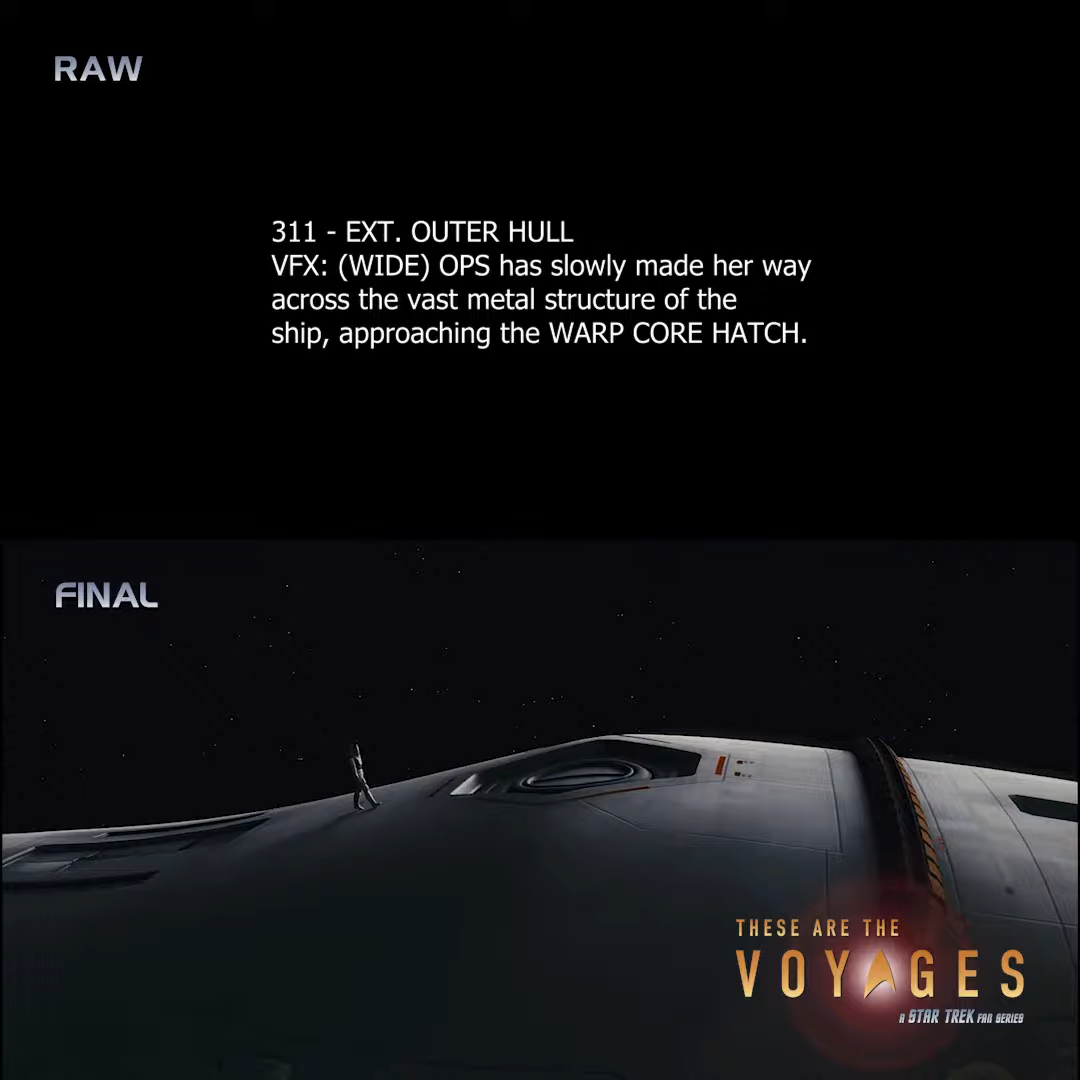 RAW
311 - EXT. OUTER HULL
VFX: (WIDE) OPS has slowly made her way
across the vast metal structure of the
ship, approaching the WARP CORE HATCH.
FINAL
THESE ARE THE
VOYAGES
A STAR TREK FAN SERIES